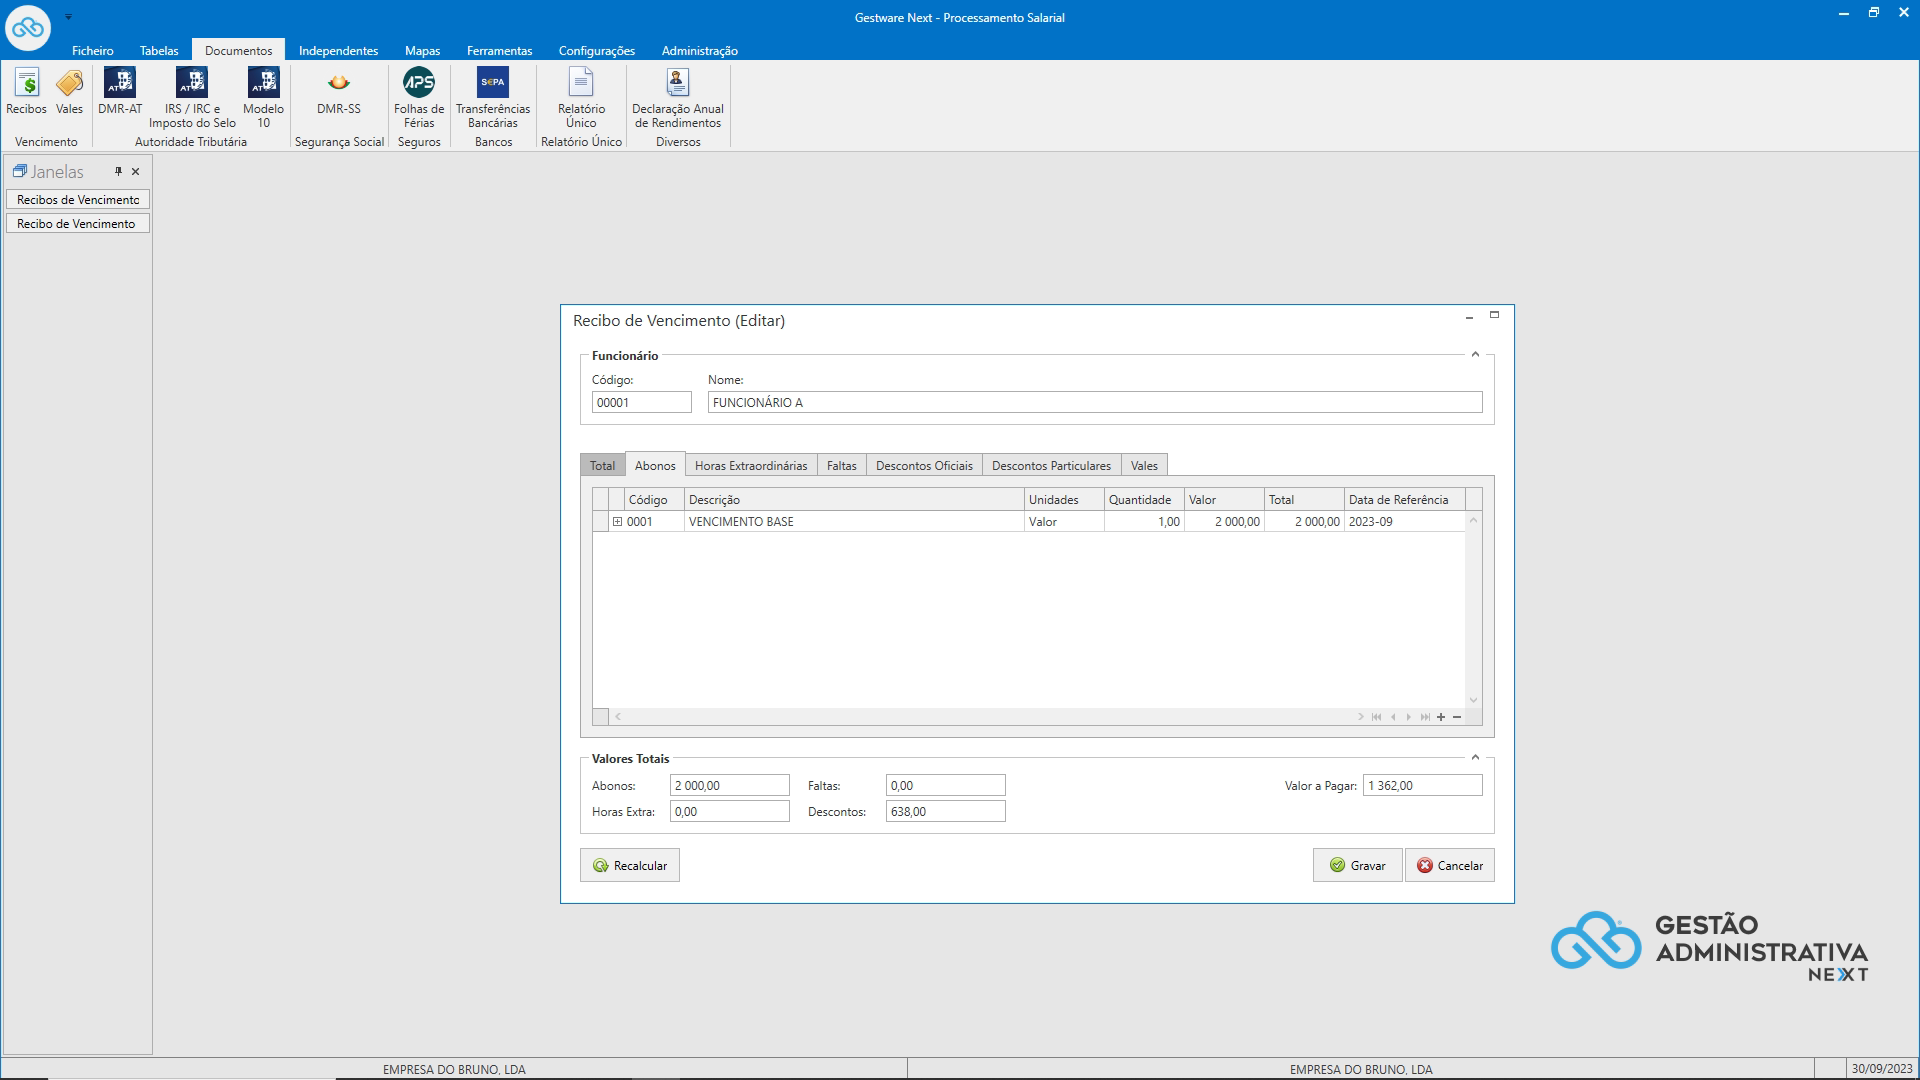 Gestware Next - Processamento Salarial
Ficheiro Tabelas Documentos Independentes Mapas Ferramentas Configurações Administração
Recibos Vales
Vencimento
AT AT AT
DMR-AT IRS / IRC e Imposto do Selo Modelo 10
Autoridade Tributária
DMR-SS
Segurança Social
APS
Folhas de Férias
Seguros
S€PA
Transferências Bancárias
Bancos
Relatório Único
Relatório Único
Declaração Anual de Rendimentos
Diversos
Janelas
Recibos de Vencimento
Recibo de Vencimento
Recibo de Vencimento (Editar)
Funcionário
Código: Nome:
00001 FUNCIONÁRIO A
Total Abonos Horas Extraordinárias Faltas Descontos Oficiais Descontos Particulares Vales
Código Descrição Unidades Quantidade Valor Total Data de Referência
0001 VENCIMENTO BASE Valor 1,00 2 000,00 2 000,00 2023-09
Valores Totais
Abonos: 2 000,00 Faltas: 0,00 Valor a Pagar: 1 362,00
Horas Extra: 0,00 Descontos: 638,00
Recalcular Gravar Cancelar
GESTÃO
ADMINISTRATIVA
NEXT
EMPRESA DO BRUNO, LDA EMPRESA DO BRUNO, LDA 30/09/2023